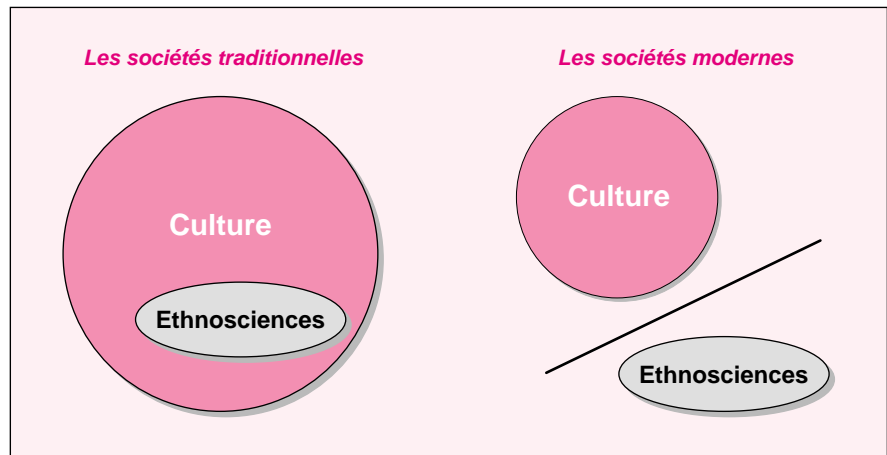 Les sociétés traditionnelles
Culture
Ethnosciences
Les sociétés modernes
Culture
Ethnosciences